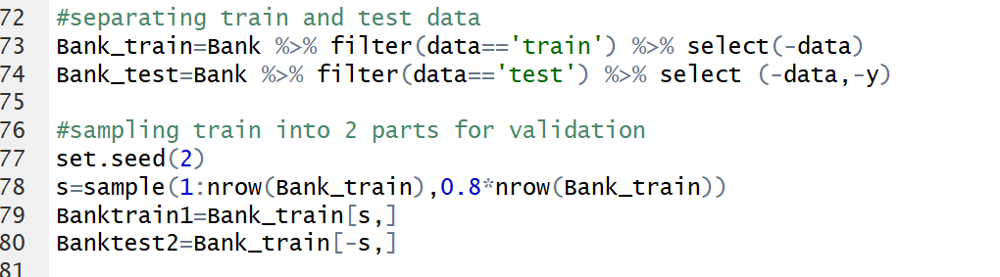 72 #separating train and test data
73 Bank_train=Bank %>% filter(data=='train') %>% select(-data)
74 Bank_test=Bank %>% filter(data=='test') %>% select (-data,-y)
75
76 #sampling train into 2 parts for validation
77 set.seed(2)
78 s=sample(1:nrow(Bank_train),0.8*nrow(Bank_train))
79 Banktrain1=Bank_train[s,]
80 Banktest2=Bank_train[-s,]
81